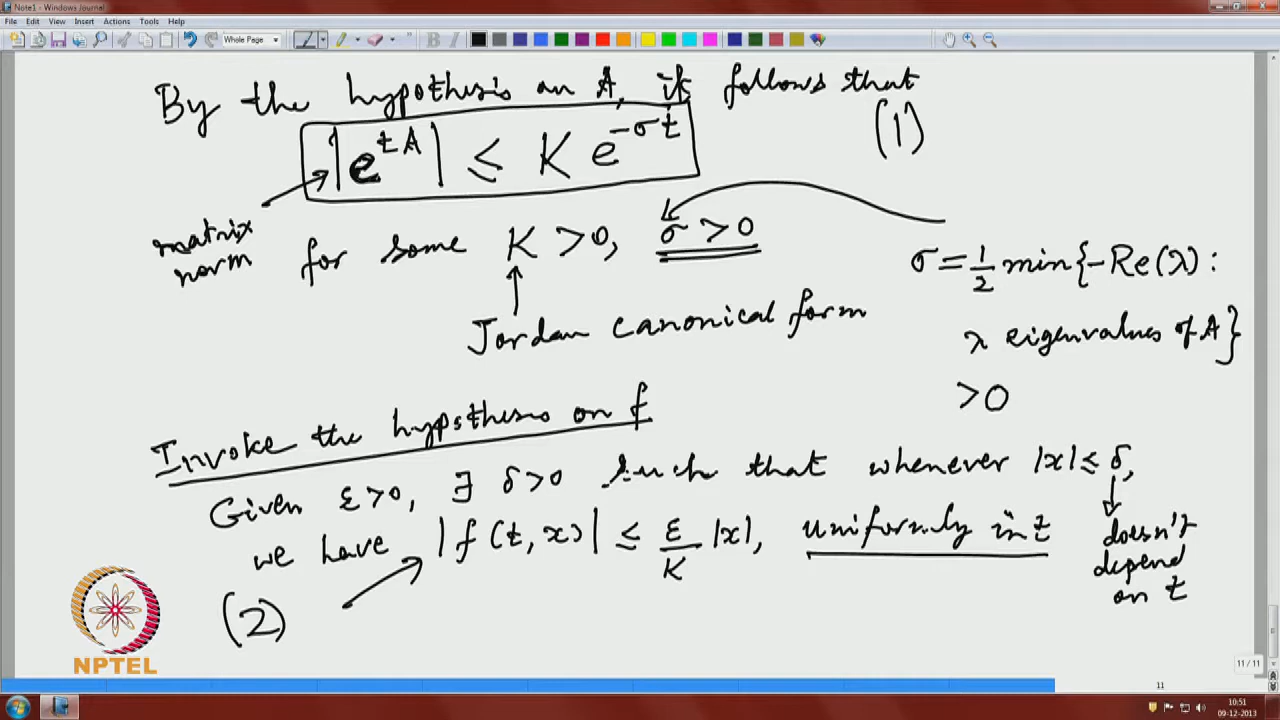 Note1 - Windows Journal
File Edit View Insert Actions Tools Help
Whole Page
By the hypothesis on A, it follows that
|e^{tA}| ≤ K e^{-σt} (1)
matrix
norm
for some K > 0, σ > 0
σ = 1/2 min{-Re(λ) :
λ eigenvalues of A}
> 0
Jordan canonical form
Invoke the hypothesis on f
Given ε > 0, ∃ δ > 0 such that whenever |x| ≤ δ,
we have |f(t, x)| ≤ ε/K |x|, uniformly in t
doesn't
depend
on t
(2)
NPTEL
11 / 11
11
10:51
09-12-2013